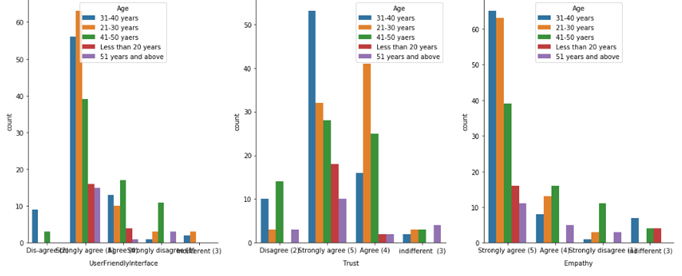 Age
31-40 years
21-30 years
41-50 yaers
Less than 20 years
51 years and above
count
60
50
40
30
20
10
0
Strongly agree
Strongly disagree
indifferent (3)
UserFriendlyInterface
Age
31-40 years
21-30 years
41-50 years
Less than 20 years
51 years and above
count
50
40
30
20
10
0
Disagree (2)
Strongly agree (5)
Agree (4)
indifferent (3)
Trust
Age
31-40 years
21-30 years
41-50 years
Less than 20 years
51 years and above
count
60
50
40
30
20
10
0
Strongly agree (5)
Agree (4)
Strongly disagree
indifferent (3)
Empathy